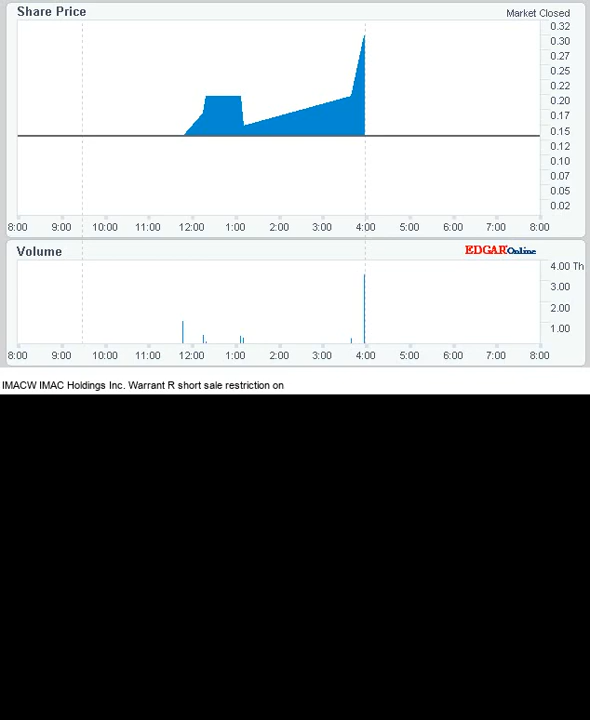 Share Price
Market Closed
0.32
0.30
0.27
0.25
0.22
0.20
0.17
0.15
0.12
0.10
0.07
0.05
0.02
8:00 9:00 10:00 11:00 12:00 1:00 2:00 3:00 4:00 5:00 6:00 7:00 8:00
Volume
EDGAR Online
4.00 Th
3.00
2.00
1.00
8:00 9:00 10:00 11:00 12:00 1:00 2:00 3:00 4:00 5:00 6:00 7:00 8:00
IMACW IMAC Holdings Inc. Warrant R short sale restriction on